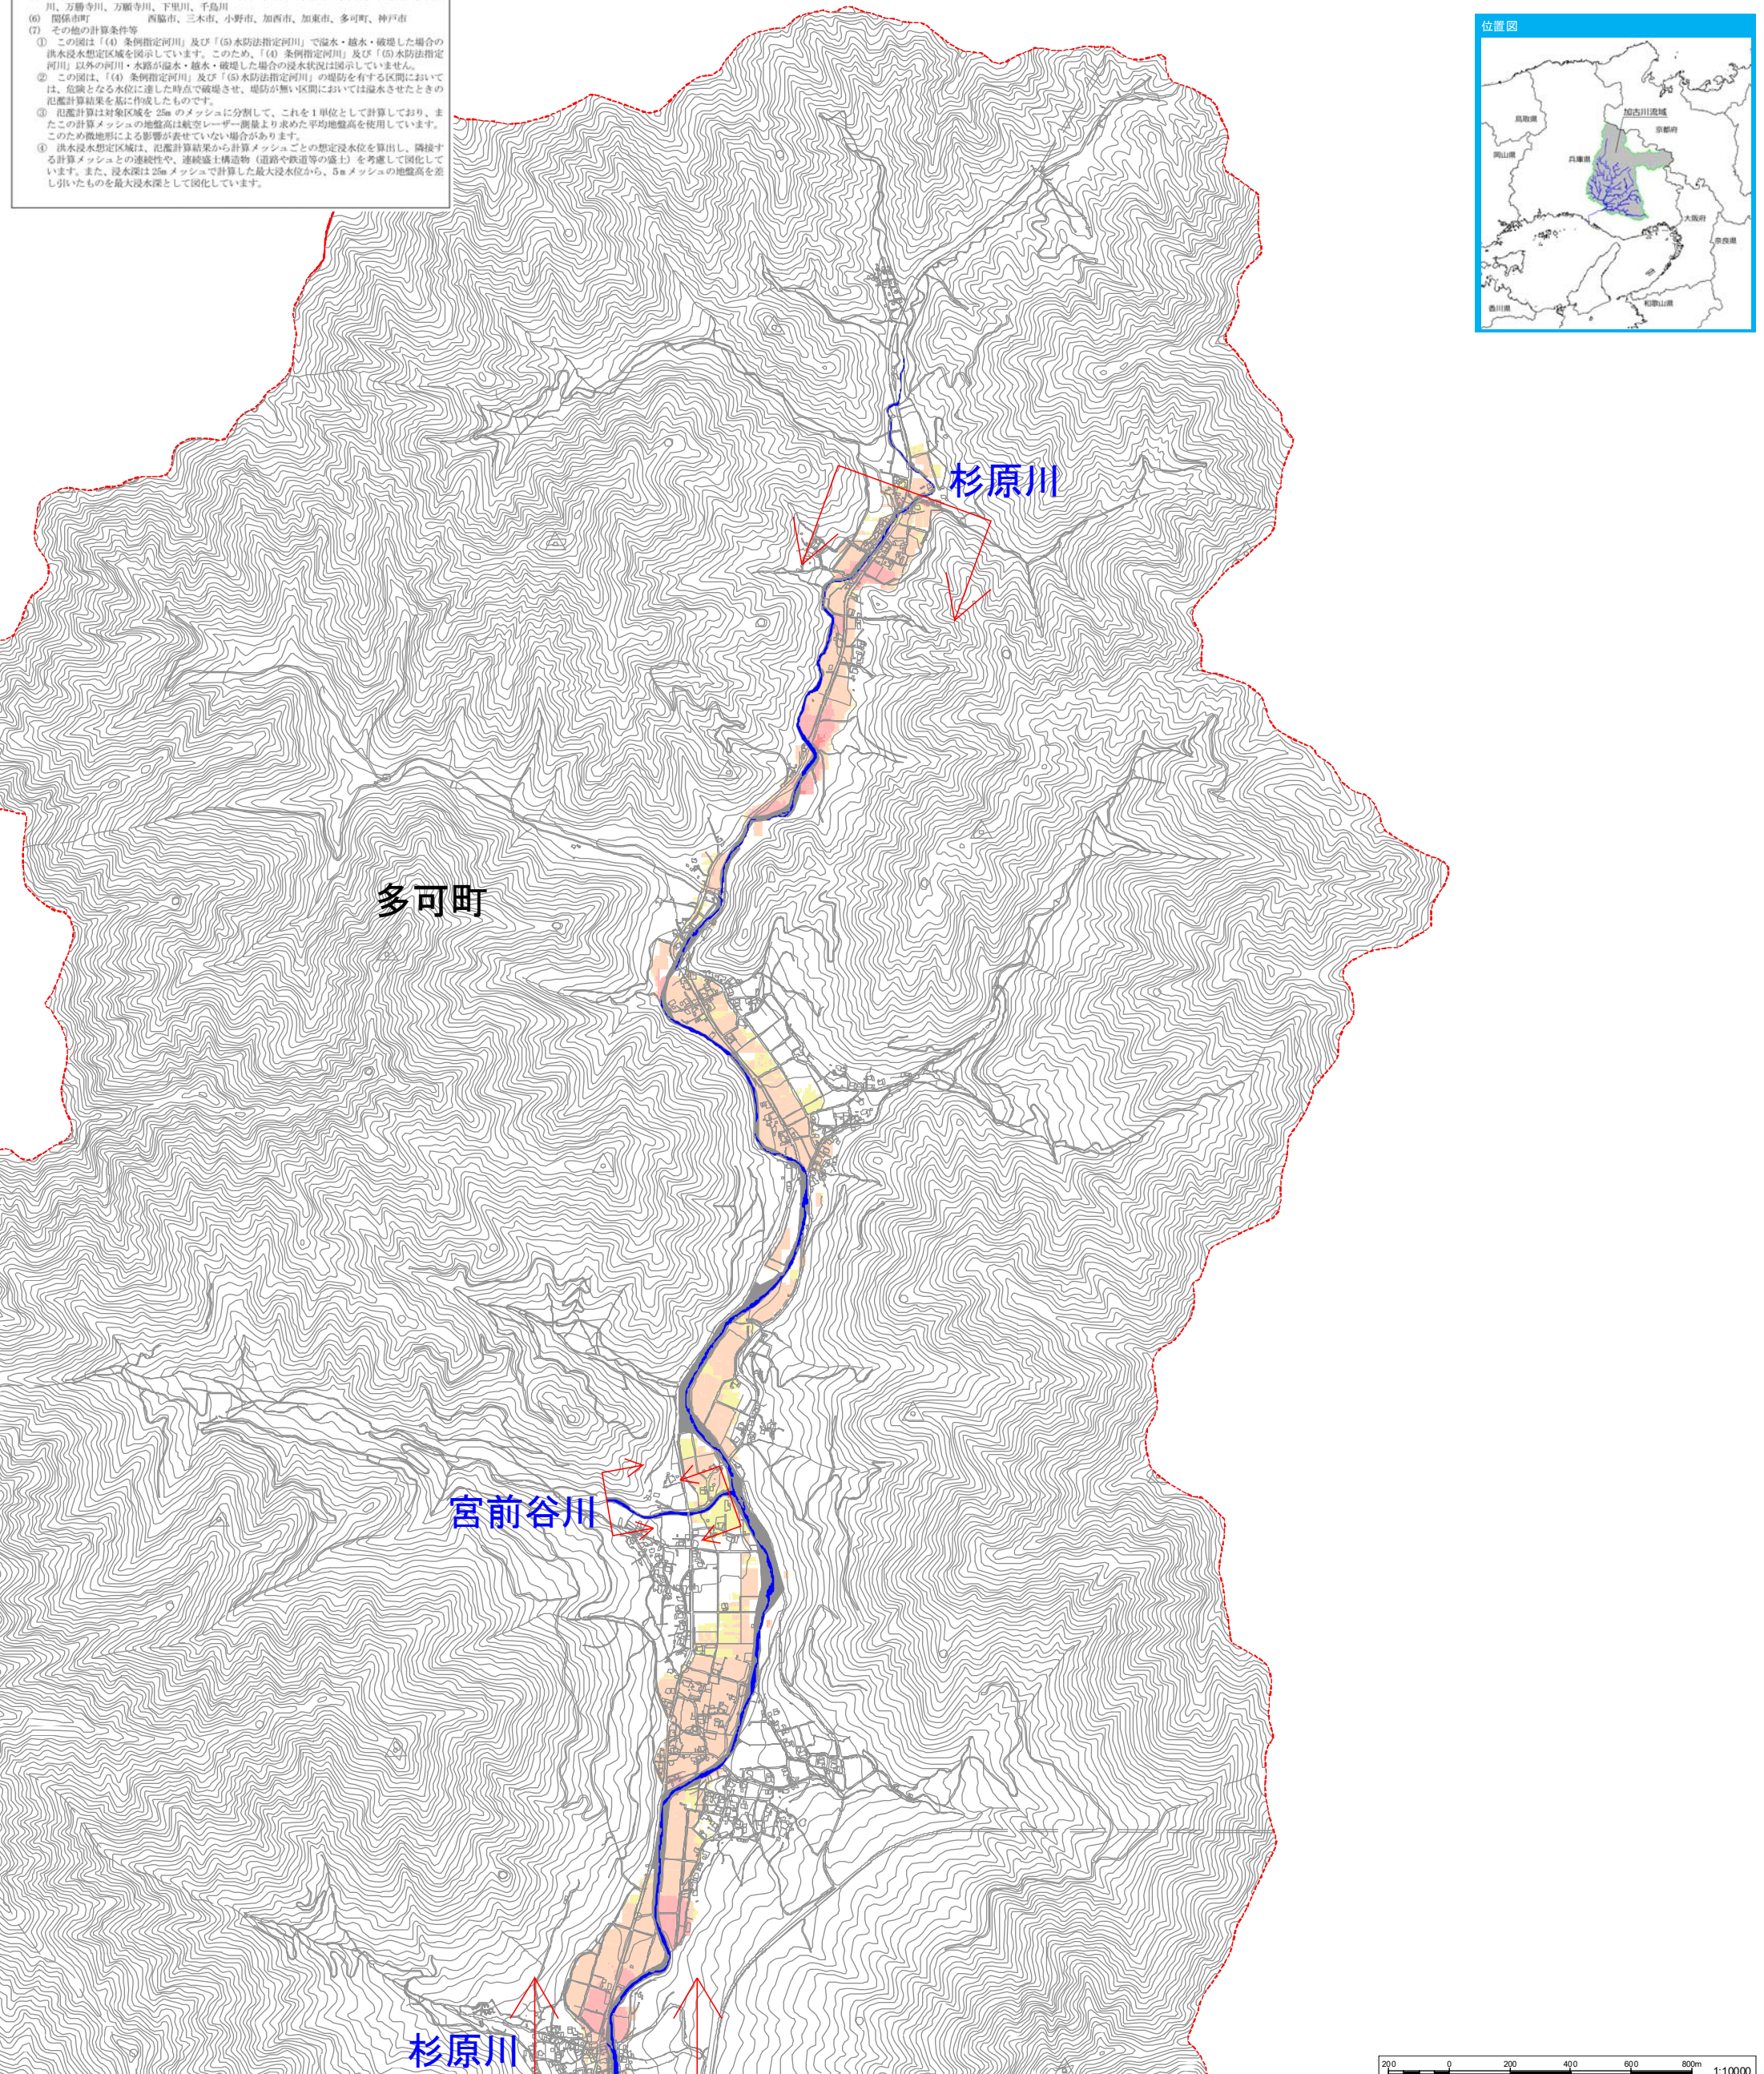 川、万勝寺川、万願寺川、下里川、千鳥川
(6) 関係市町 西脇市、三木市、小野市、加西市、加東市、多可町、神戸市
(7) その他の計算条件等
① この図は「(4) 条例指定河川」及び「(5)水防法指定河川」で溢水・越水・破堤した場合の
洪水浸水想定区域を図示しています。このため、「(4) 条例指定河川」及び「(5)水防法指定
河川」以外の河川・水路が溢水・越水・破堤した場合の浸水状況は図示していません。
② この図は、「(4) 条例指定河川」及び「(5)水防法指定河川」の堤防を有する区間において
は、危険となる水位に達した時点で破堤させ、堤防が無い区間においては溢水させたときの
氾濫計算結果を基に作成したものです。
③ 氾濫計算は対象区域を 25m のメッシュに分割して、これを1単位として計算しており、ま
たこの計算メッシュの地盤高は航空レーザー測量より求めた平均地盤高を使用しています。
このため微地形による影響が表せていない場合があります。
④ 洪水浸水想定区域は、氾濫計算結果から計算メッシュごとの想定浸水位を算出し、隣接す
る計算メッシュとの連続性や、連続盛土構造物（道路や鉄道等の盛土）を考慮して図化して
います。また、浸水深は25mメッシュで計算した最大浸水位から、5mメッシュの地盤高を差
し引いたものを最大浸水深として図化しています。
位置図
加古川流域
鳥取県
京都府
岡山県
兵庫県
大阪府
奈良県
和歌山県
香川県
杉原川
多可町
宮前谷川
杉原川
200 0 200 400 600 800m
1:10000